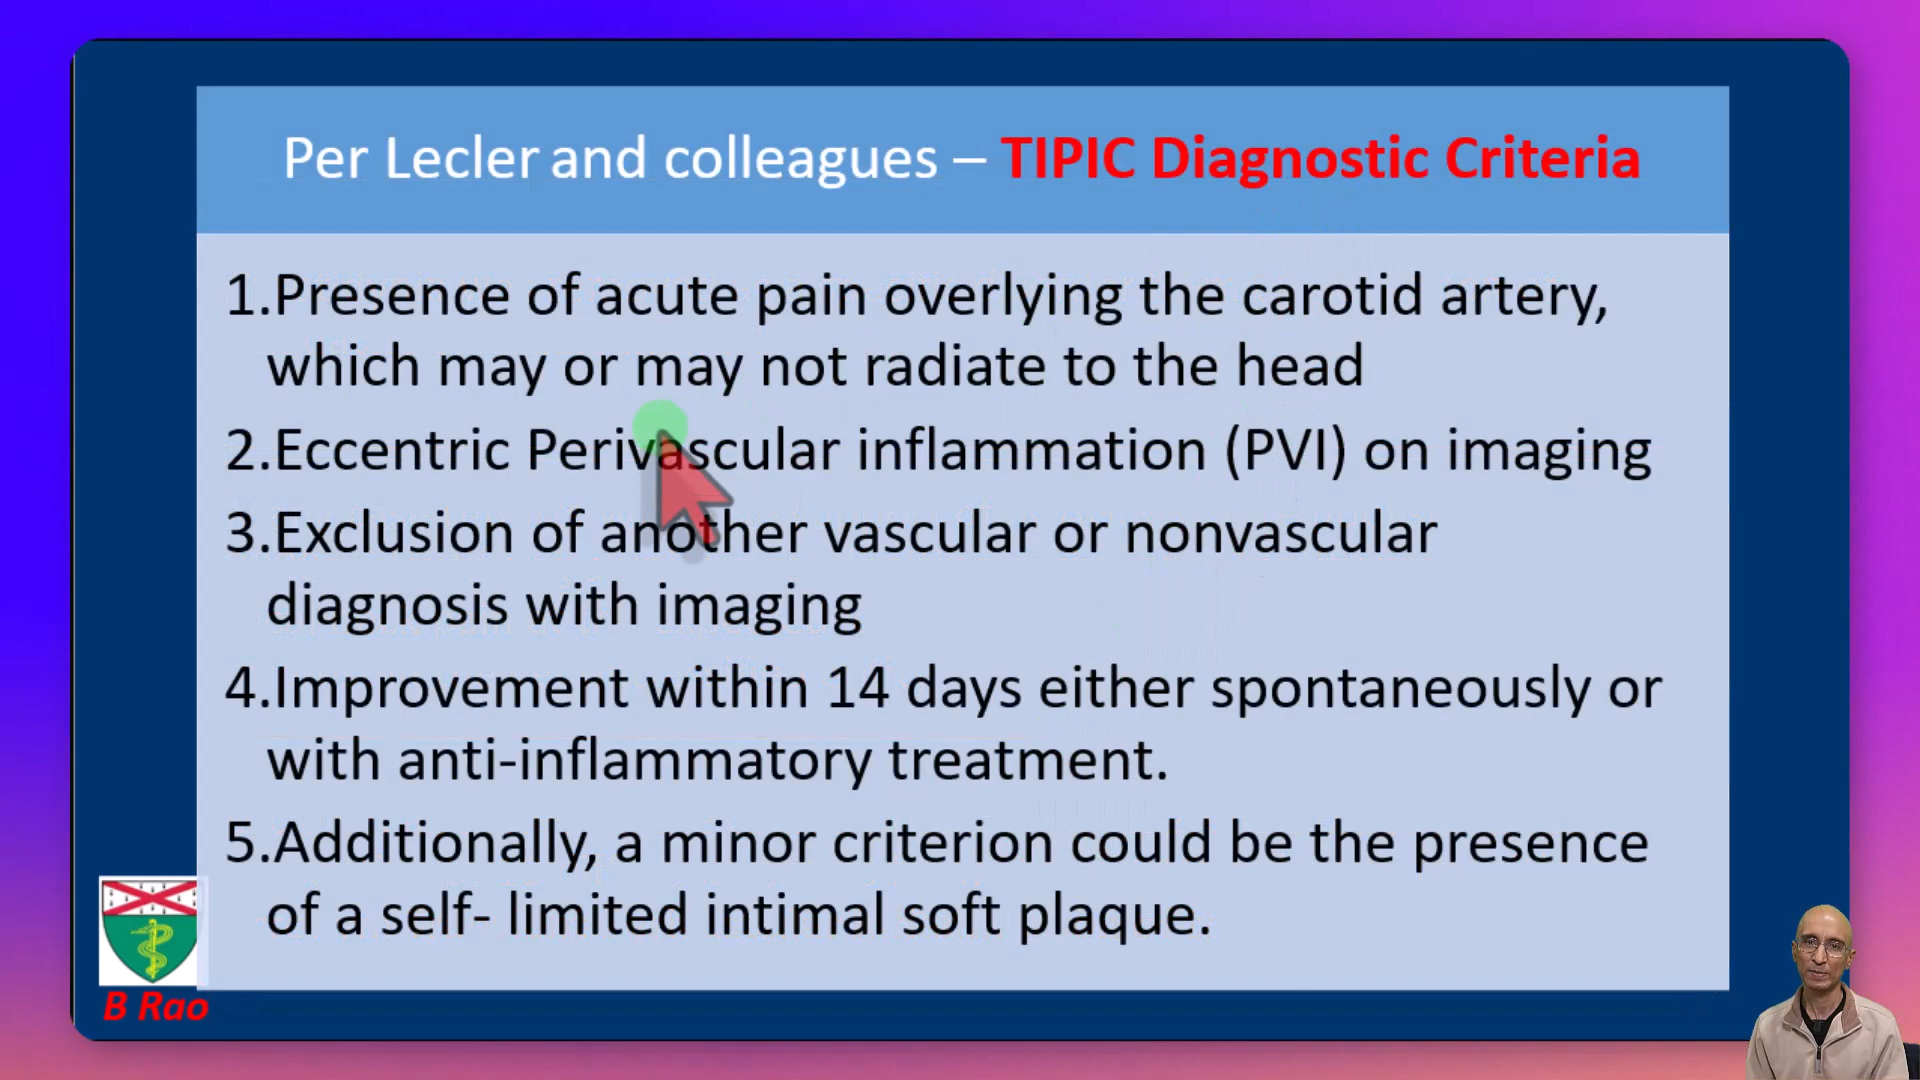 Per Lecler and colleagues – TIPIC Diagnostic Criteria
1.Presence of acute pain overlying the carotid artery,
which may or may not radiate to the head
2.Eccentric Perivascular inflammation (PVI) on imaging
3.Exclusion of another vascular or nonvascular
diagnosis with imaging
4.Improvement within 14 days either spontaneously or
with anti-inflammatory treatment.
5.Additionally, a minor criterion could be the presence
of a self- limited intimal soft plaque.
B Rao